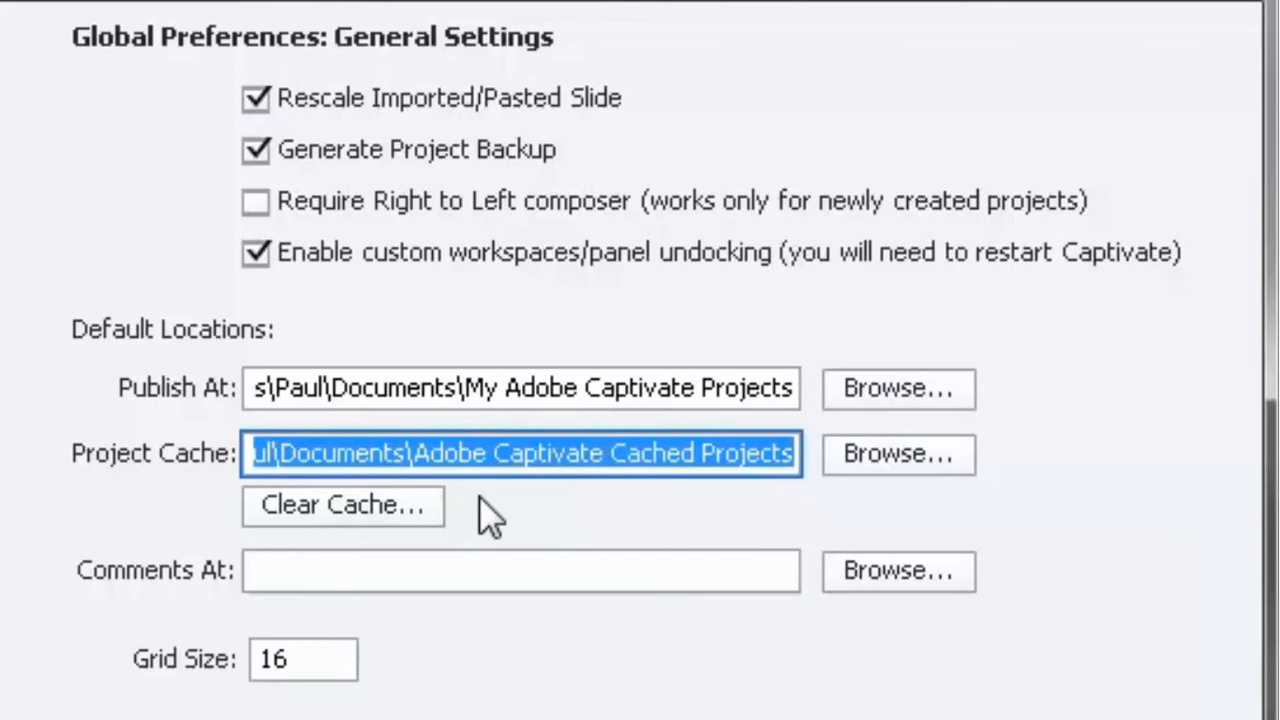 Global Preferences: General Settings
Rescale Imported/Pasted Slide
Generate Project Backup
Require Right to Left composer (works only for newly created projects)
Enable custom workspaces/panel undocking (you will need to restart Captivate)
Default Locations:
Publish At: s\Paul\Documents\My Adobe Captivate Projects Browse...
Project Cache: ul\Documents\Adobe Captivate Cached Projects Browse...
Clear Cache...
Comments At: Browse...
Grid Size: 16